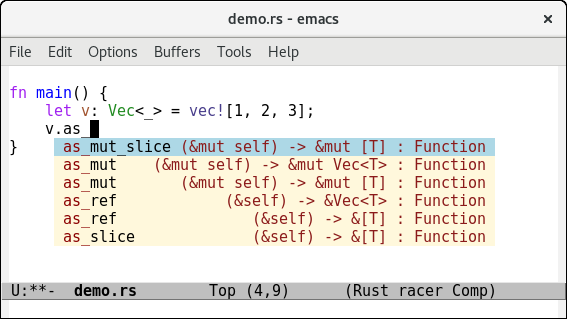 demo.rs - emacs ×
File Edit Options Buffers Tools Help
fn main() {
    let v: Vec<_> = vec![1, 2, 3];
    v.as_
}
as_mut_slice (&mut self) -> &mut [T] : Function
as_mut (&mut self) -> &mut Vec<T> : Function
as_mut (&mut self) -> &mut [T] : Function
as_ref (&self) -> &Vec<T> : Function
as_ref (&self) -> &[T] : Function
as_slice (&self) -> &[T] : Function
U:**- demo.rs Top (4,9) (Rust racer Comp)